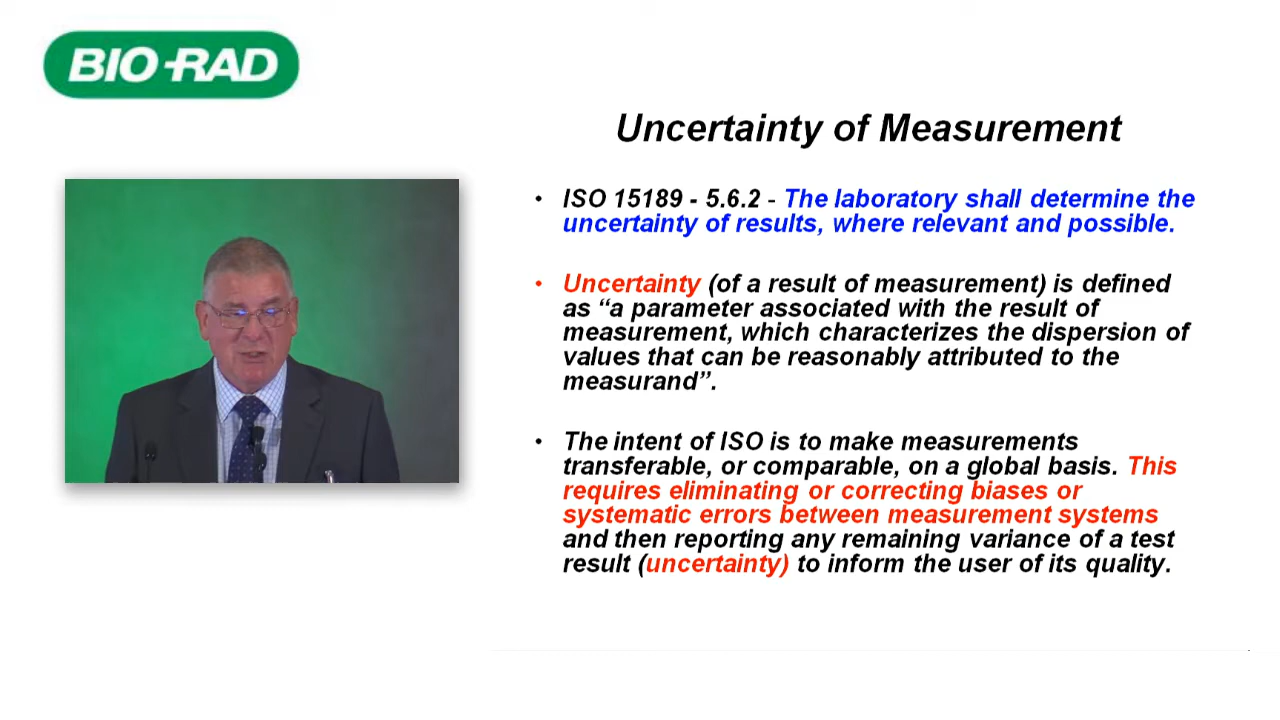 BIO-RAD
Uncertainty of Measurement
• ISO 15189 - 5.6.2 - The laboratory shall determine the
uncertainty of results, where relevant and possible.
• Uncertainty (of a result of measurement) is defined
as “a parameter associated with the result of
measurement, which characterizes the dispersion of
values that can be reasonably attributed to the
measurand”.
• The intent of ISO is to make measurements
transferable, or comparable, on a global basis. This
requires eliminating or correcting biases or
systematic errors between measurement systems
and then reporting any remaining variance of a test
result (uncertainty) to inform the user of its quality.